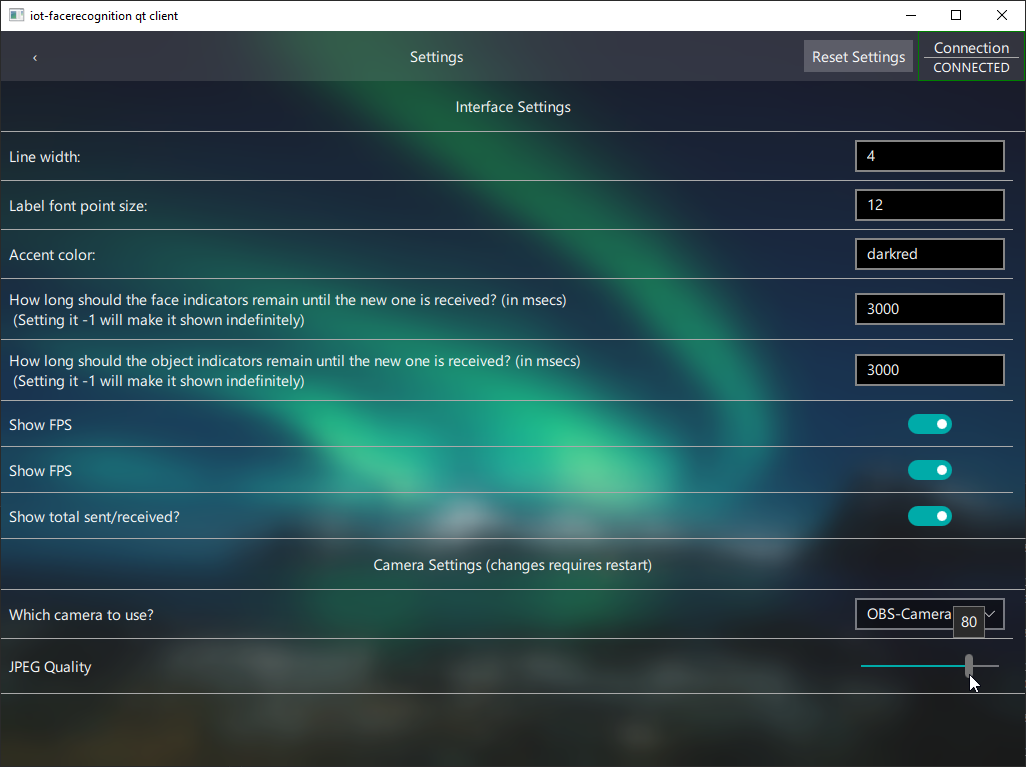 iot-facerecognition qt client
‹ Settings Reset Settings Connection
CONNECTED
Interface Settings
Line width: 4
Label font point size: 12
Accent color: darkred
How long should the face indicators remain until the new one is received? (in msecs)
(Setting it -1 will make it shown indefinitely) 3000
How long should the object indicators remain until the new one is received? (in msecs)
(Setting it -1 will make it shown indefinitely) 3000
Show FPS
Show FPS
Show total sent/received?
Camera Settings (changes requires restart)
Which camera to use? OBS-Camera
80
JPEG Quality